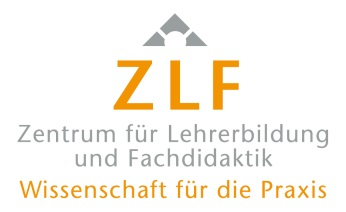 ZLF
Zentrum für Lehrerbildung
und Fachdidaktik
Wissenschaft für die Praxis